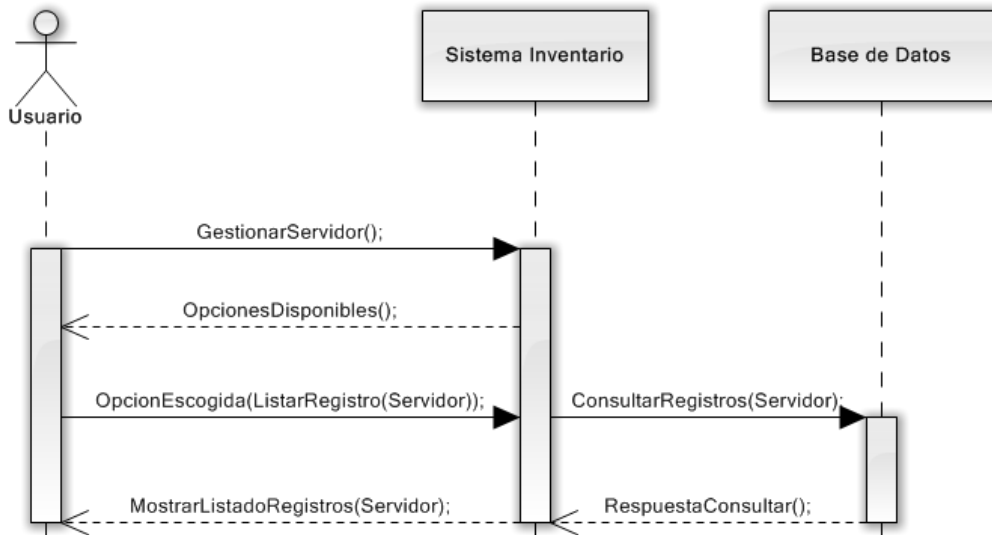 Usuario
Sistema Inventario
Base de Datos
GestionarServidor();
OpcionesDisponibles();
OpcionEscogida(ListarRegistro(Servidor));
ConsultarRegistros(Servidor);
MostrarListadoRegistros(Servidor);
RespuestaConsultar();